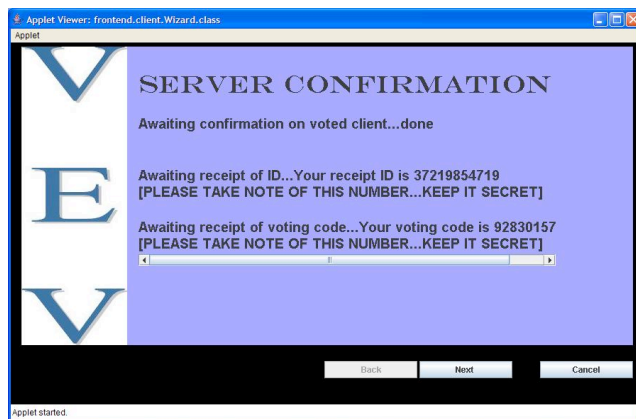 Applet Viewer: frontend.client.Wizard.class
Applet
V
E
V
SERVER CONFIRMATION
Awaiting confirmation on voted client...done
Awaiting receipt of ID...Your receipt ID is 37219854719
[PLEASE TAKE NOTE OF THIS NUMBER...KEEP IT SECRET]
Awaiting receipt of voting code...Your voting code is 92830157
[PLEASE TAKE NOTE OF THIS NUMBER...KEEP IT SECRET]
Back Next Cancel
Applet started.